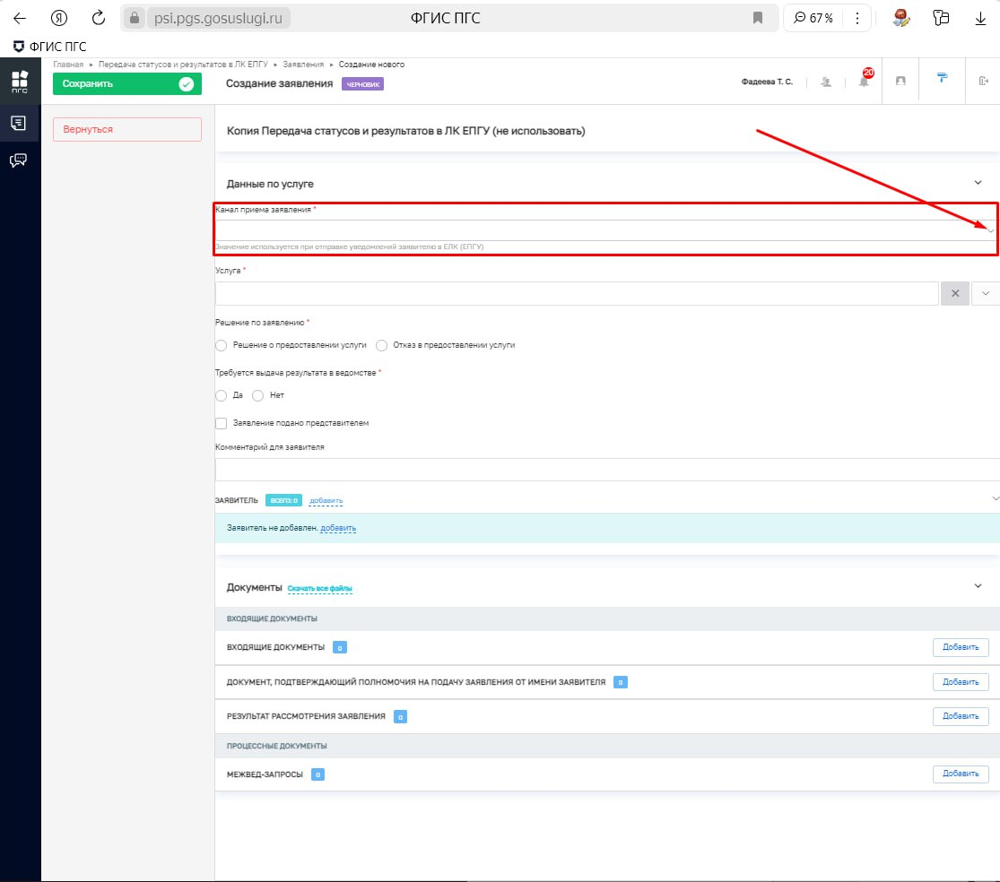 psi.pgs.gosuslugi.ru ФГИС ПГС 67%
ФГИС ПГС
Главная ▸ Передача статусов и результатов в ЛК ЕПГУ ▸ Заявления ▸ Создание нового
ПГС
Сохранить
Создание заявления ЧЕРНОВИК
Фадеева Т. С.
20
Вернуться
Копия Передача статусов и результатов в ЛК ЕПГУ (не использовать)
Данные по услуге
Канал приема заявления *
Значение используется при отправке уведомлений заявителю в ЕЛК (ЕПГУ)
Услуга *
Решение по заявлению *
Решение о предоставлении услуги Отказ в предоставлении услуги
Требуется выдача результата в ведомстве *
Да Нет
Заявление подано представителем
Комментарий для заявителя
ЗАЯВИТЕЛЬ ВСЕГО: 0 добавить
Заявитель не добавлен. добавить
Документы Скачать все файлы
ВХОДЯЩИЕ ДОКУМЕНТЫ
ВХОДЯЩИЕ ДОКУМЕНТЫ 0 Добавить
ДОКУМЕНТ, ПОДТВЕРЖДАЮЩИЙ ПОЛНОМОЧИЯ НА ПОДАЧУ ЗАЯВЛЕНИЯ ОТ ИМЕНИ ЗАЯВИТЕЛЯ 0 Добавить
РЕЗУЛЬТАТ РАССМОТРЕНИЯ ЗАЯВЛЕНИЯ 0 Добавить
ПРОЦЕССНЫЕ ДОКУМЕНТЫ
МЕЖВЕД-ЗАПРОСЫ 0 Добавить